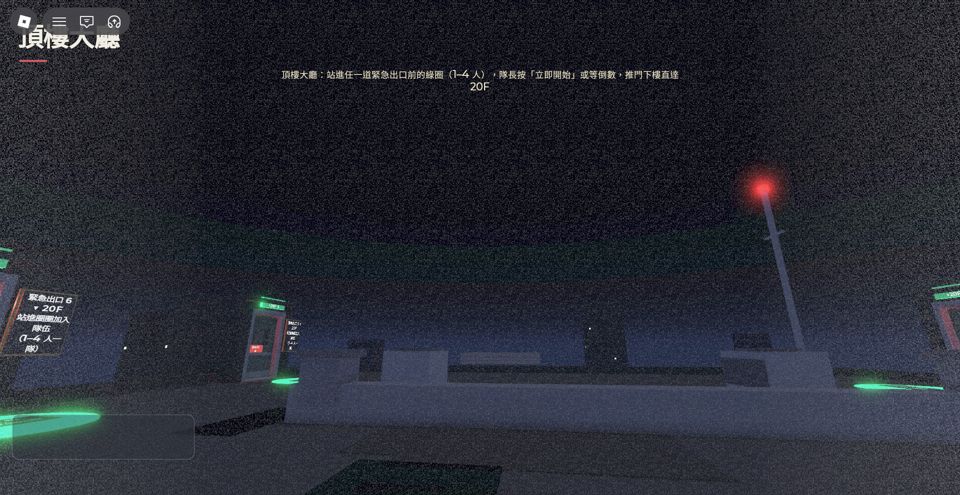 頂樓大廳
頂樓大廳：站進任一道緊急出口前的綠圈（1–4 人），隊長按「立即開始」或等倒數，推門下樓直達
20F
緊急出口 6
▼ 20F
站進圈圈加入
隊伍
（1–4 人一
隊）